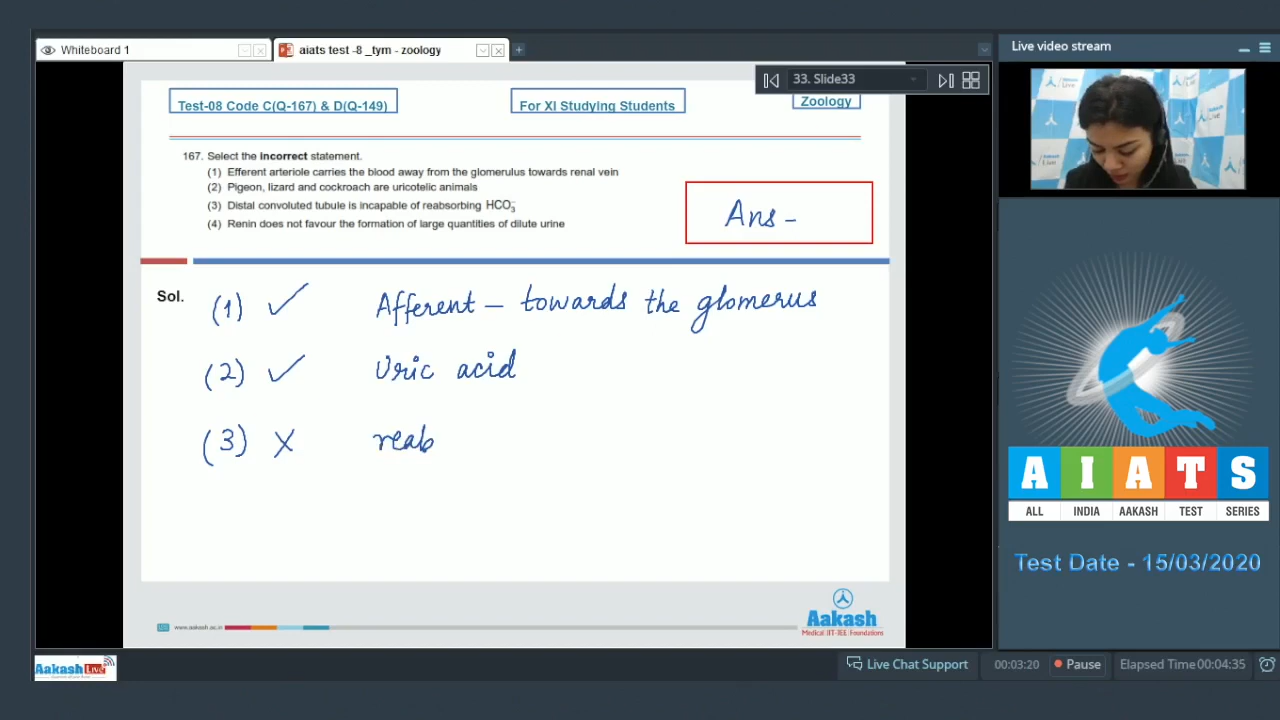 Whiteboard 1
aiats test -8 _tym - zoology
Live video stream
33. Slide33
Test-08 Code C(Q-167) & D(Q-149)
For XI Studying Students
Zoology
167. Select the incorrect statement.
(1) Efferent arteriole carries the blood away from the glomerulus towards renal vein
(2) Pigeon, lizard and cockroach are uricotelic animals
(3) Distal convoluted tubule is incapable of reabsorbing HCO₃⁻
(4) Renin does not favour the formation of large quantities of dilute urine
Ans -
Sol.
(1) ✓ Afferent – towards the glomerus
(2) ✓ Uric acid
(3) X reab
A I A T S
ALL INDIA AAKASH TEST SERIES
Test Date - 15/03/2020
www.aakash.ac.in
Aakash
Medical|IIT-JEE|Foundations
Aakash Live
Live Chat Support
00:03:20
Pause
Elapsed Time 00:04:35